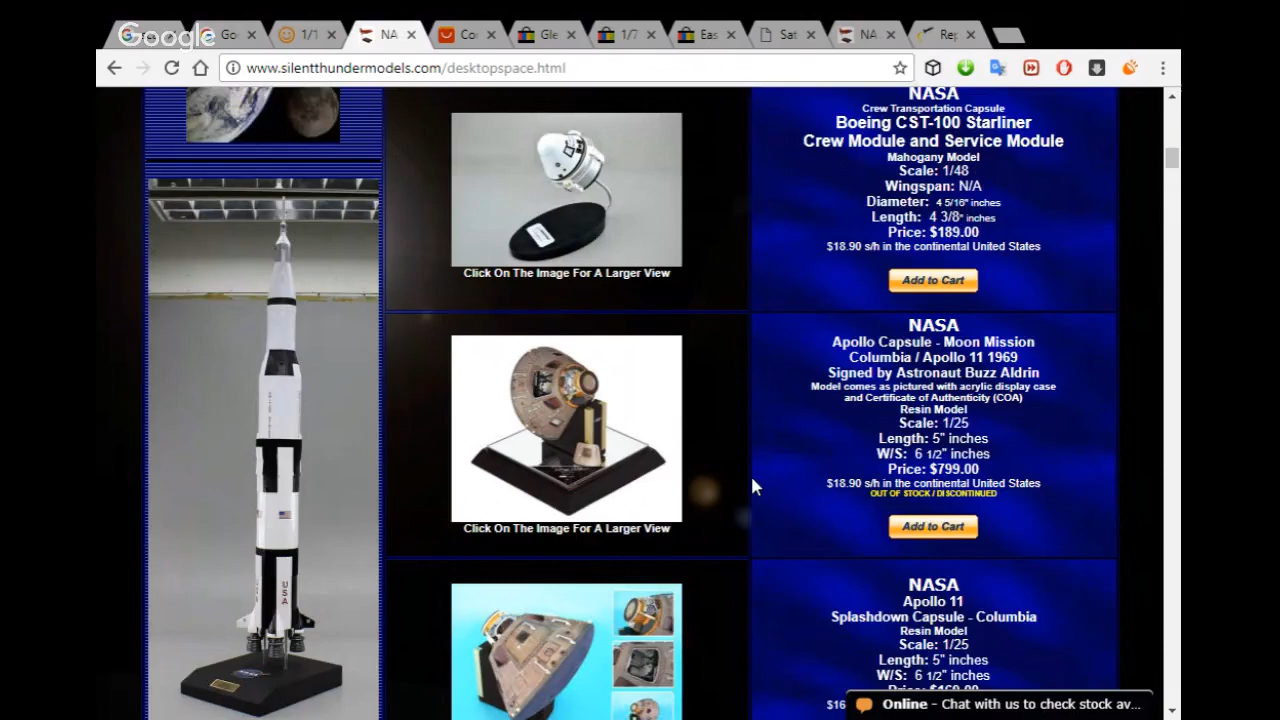 Google
Go
1/1
NA
Co
Gle
1/7
Eas
Sat
NA
Rep
www.silentthundermodels.com/desktopspace.html
NASA
Crew Transportation Capsule
Boeing CST-100 Starliner
Crew Module and Service Module
Mahogany Model
Scale: 1/48
Wingspan: N/A
Diameter: 4 5/16" inches
Length: 4 3/8" inches
Price: $189.00
$18.90 s/h in the continental United States
Click On The Image For A Larger View
Add to Cart
NASA
Apollo Capsule - Moon Mission
Columbia / Apollo 11 1969
Signed by Astronaut Buzz Aldrin
Model comes as pictured with acrylic display case
and Certificate of Authenticity (COA)
Resin Model
Scale: 1/25
Length: 5" inches
W/S: 6 1/2" inches
Price: $799.00
$18.90 s/h in the continental United States
OUT OF STOCK / DISCONTINUED
Click On The Image For A Larger View
Add to Cart
USA
NASA
Apollo 11
Splashdown Capsule - Columbia
Resin Model
Scale: 1/25
Length: 5" inches
W/S: 6 1/2" inches
Price: $169.00
$16
Online - Chat with us to check stock av...